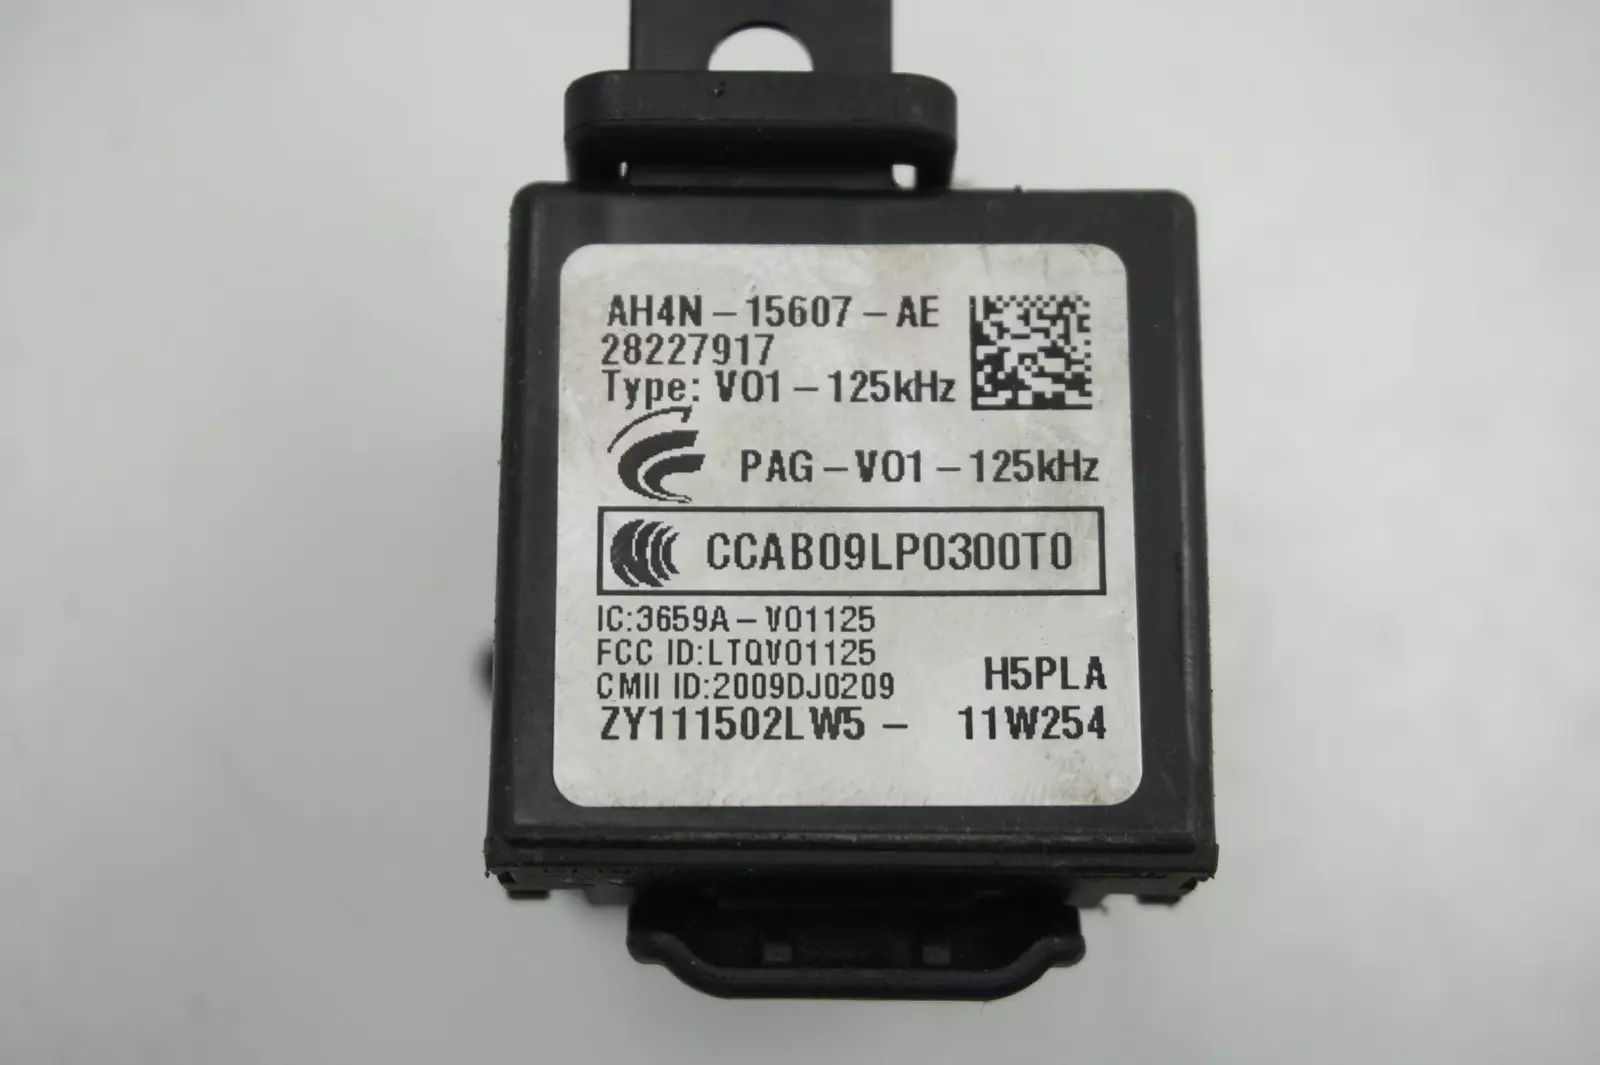 AH4N-15607-AE
28227917
Type: V01-125kHz
PAG-V01-125kHz
CCAB09LP0300T0
IC:3659A-V01125
FCC ID:LTQV01125
CMII ID:2009DJ0209
H5PLA
ZY111502LW5- 11W254